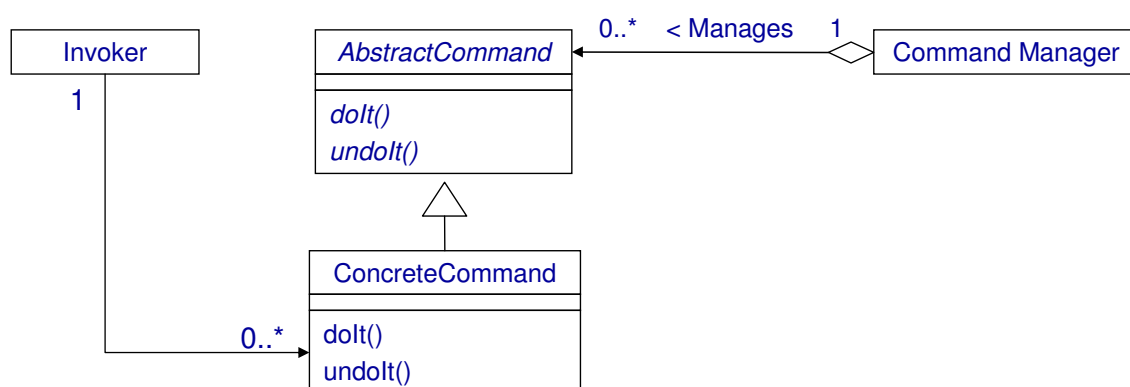 0..* < Manages 1
Invoker
AbstractCommand
Command Manager
1
doIt()
undoIt()
ConcreteCommand
0..*
doIt()
undoIt()